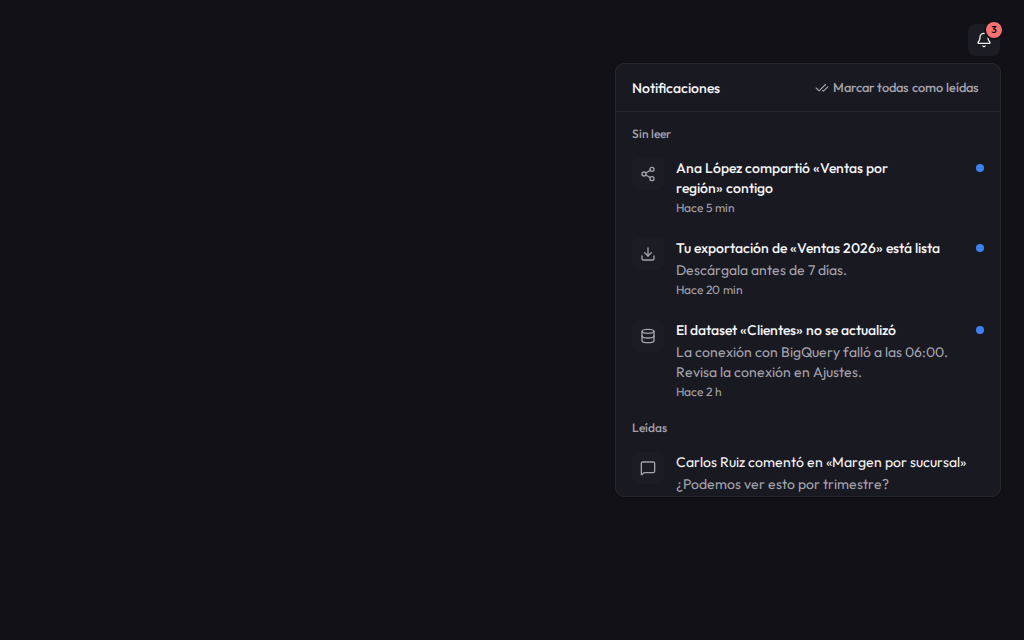 3
Notificaciones
Marcar todas como leídas
Sin leer
Ana López compartió «Ventas por
región» contigo
Hace 5 min
Tu exportación de «Ventas 2026» está lista
Descárgala antes de 7 días.
Hace 20 min
El dataset «Clientes» no se actualizó
La conexión con BigQuery falló a las 06:00.
Revisa la conexión en Ajustes.
Hace 2 h
Leídas
Carlos Ruiz comentó en «Margen por sucursal»
¿Podemos ver esto por trimestre?